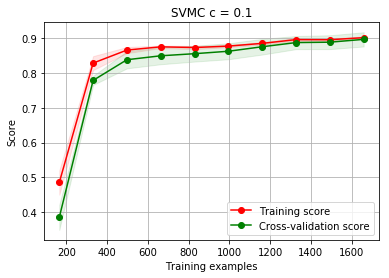 SVMC c = 0.1
Score
0.9
0.8
0.7
0.6
0.5
0.4
200 400 600 800 1000 1200 1400 1600
Training examples
Training score
Cross-validation score